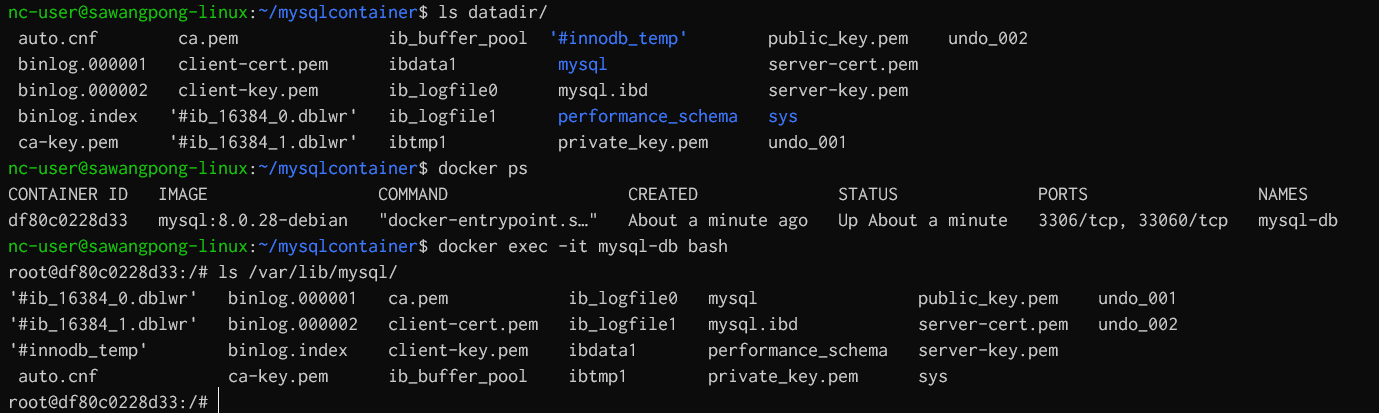 nc-user@sawangpong-linux:~/mysqlcontainer$ ls datadir/
 auto.cnf        ca.pem               ib_buffer_pool  '#innodb_temp'        public_key.pem    undo_002
 binlog.000001   client-cert.pem      ibdata1          mysql                server-cert.pem
 binlog.000002   client-key.pem       ib_logfile0      mysql.ibd            server-key.pem
 binlog.index   '#ib_16384_0.dblwr'   ib_logfile1      performance_schema   sys
 ca-key.pem     '#ib_16384_1.dblwr'   ibtmp1           private_key.pem      undo_001
nc-user@sawangpong-linux:~/mysqlcontainer$ docker ps
CONTAINER ID   IMAGE                 COMMAND                  CREATED              STATUS              PORTS                 NAMES
df80c0228d33   mysql:8.0.28-debian   "docker-entrypoint.s…"   About a minute ago   Up About a minute   3306/tcp, 33060/tcp   mysql-db
nc-user@sawangpong-linux:~/mysqlcontainer$ docker exec -it mysql-db bash
root@df80c0228d33:/# ls /var/lib/mysql/
'#ib_16384_0.dblwr'   binlog.000001   ca.pem            ib_logfile0   mysql                public_key.pem    undo_001
'#ib_16384_1.dblwr'   binlog.000002   client-cert.pem   ib_logfile1   mysql.ibd            server-cert.pem   undo_002
'#innodb_temp'        binlog.index    client-key.pem    ibdata1       performance_schema   server-key.pem
 auto.cnf             ca-key.pem      ib_buffer_pool    ibtmp1        private_key.pem      sys
root@df80c0228d33:/#